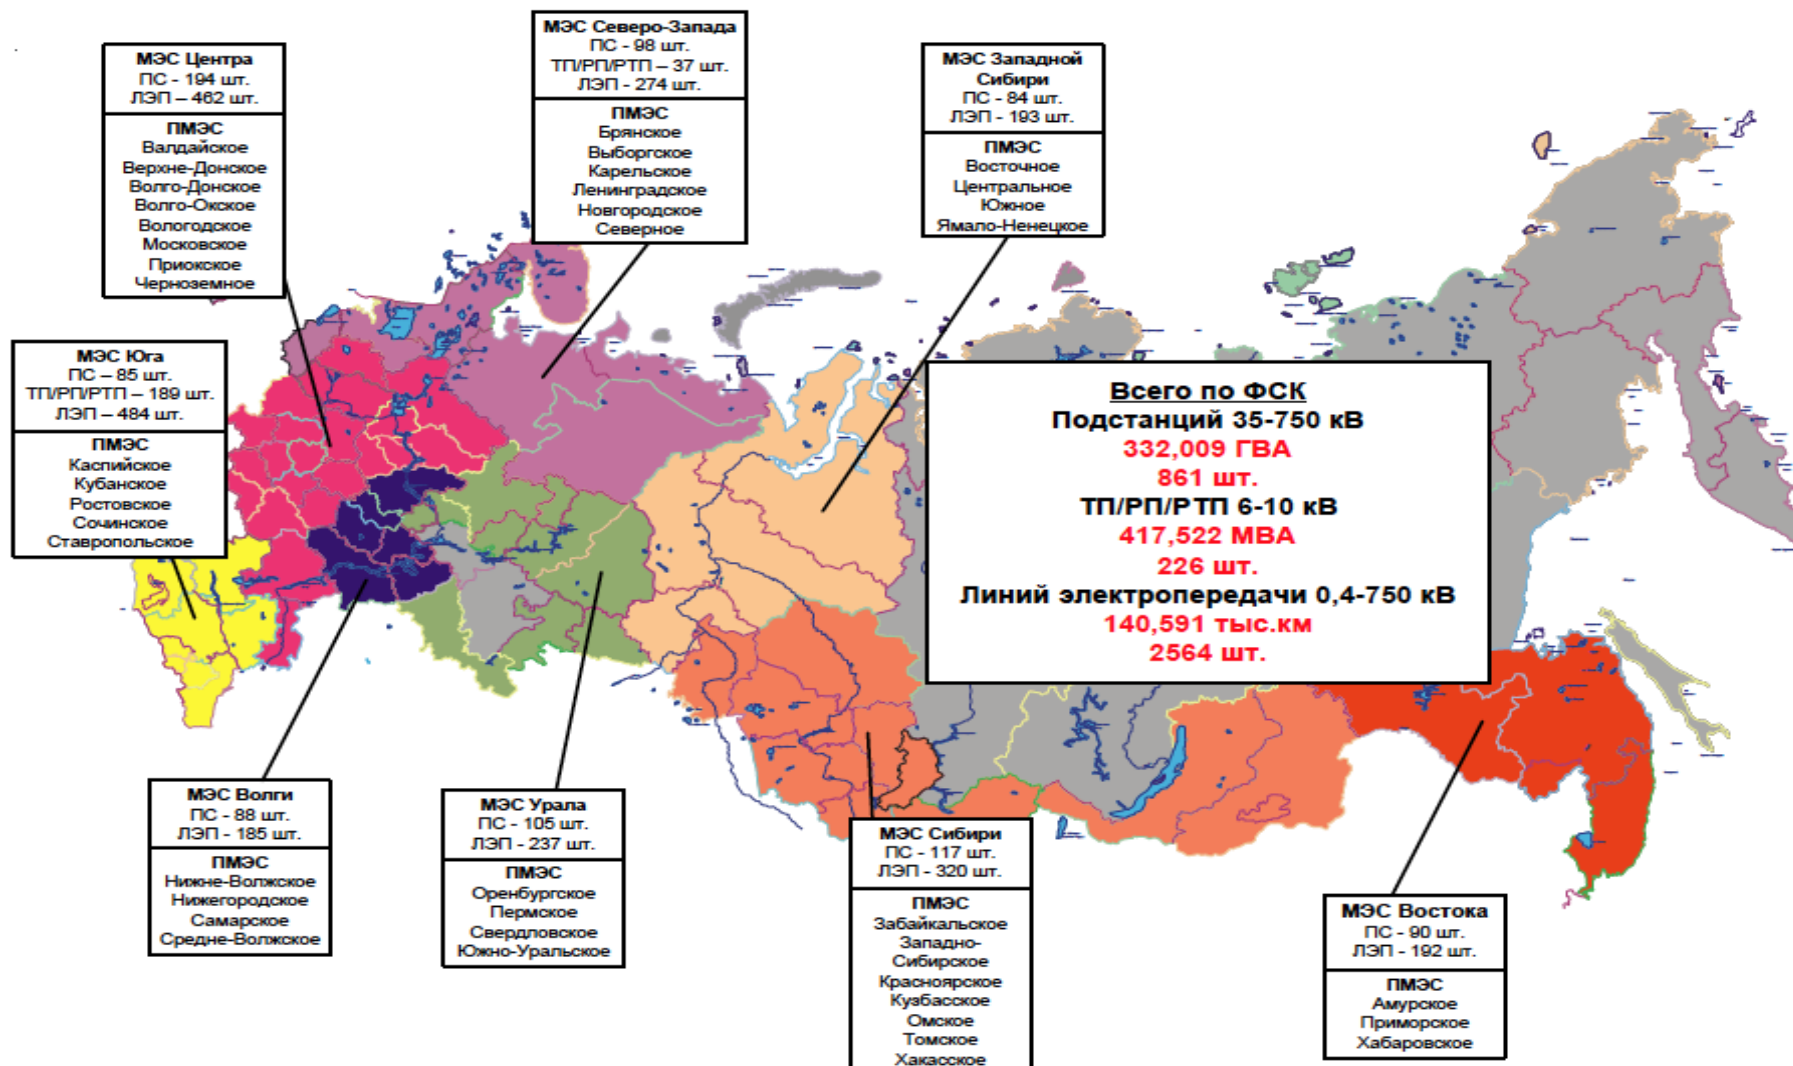 МЭС Центра
ПС - 194 шт.
ЛЭП – 462 шт.
ПМЭС
Валдайское
Верхне-Донское
Волго-Донское
Волго-Окское
Вологодское
Московское
Приокское
Черноземное
МЭС Северо-Запада
ПС - 98 шт.
ТП/РП/РТП – 37 шт.
ЛЭП - 274 шт.
ПМЭС
Брянское
Выборгское
Карельское
Ленинградское
Новгородское
Северное
МЭС Западной
Сибири
ПС - 84 шт.
ЛЭП - 193 шт.
ПМЭС
Восточное
Центральное
Южное
Ямало-Ненецкое
МЭС Юга
ПС – 85 шт.
ТП/РП/РТП – 189 шт.
ЛЭП – 484 шт.
ПМЭС
Каспийское
Кубанское
Ростовское
Сочинское
Ставропольское
Всего по ФСК
Подстанций 35-750 кВ
332,009 ГВА
861 шт.
ТП/РП/РТП 6-10 кВ
417,522 МВА
226 шт.
Линий электропередачи 0,4-750 кВ
140,591 тыс.км
2564 шт.
МЭС Волги
ПС - 88 шт.
ЛЭП - 185 шт.
ПМЭС
Нижне-Волжское
Нижегородское
Самарское
Средне-Волжское
МЭС Урала
ПС - 105 шт.
ЛЭП - 237 шт.
ПМЭС
Оренбургское
Пермское
Свердловское
Южно-Уральское
МЭС Сибири
ПС - 117 шт.
ЛЭП - 320 шт.
ПМЭС
Забайкальское
Западно-
Сибирское
Красноярское
Кузбасское
Омское
Томское
Хакасское
МЭС Востока
ПС - 90 шт.
ЛЭП - 192 шт.
ПМЭС
Амурское
Приморское
Хабаровское